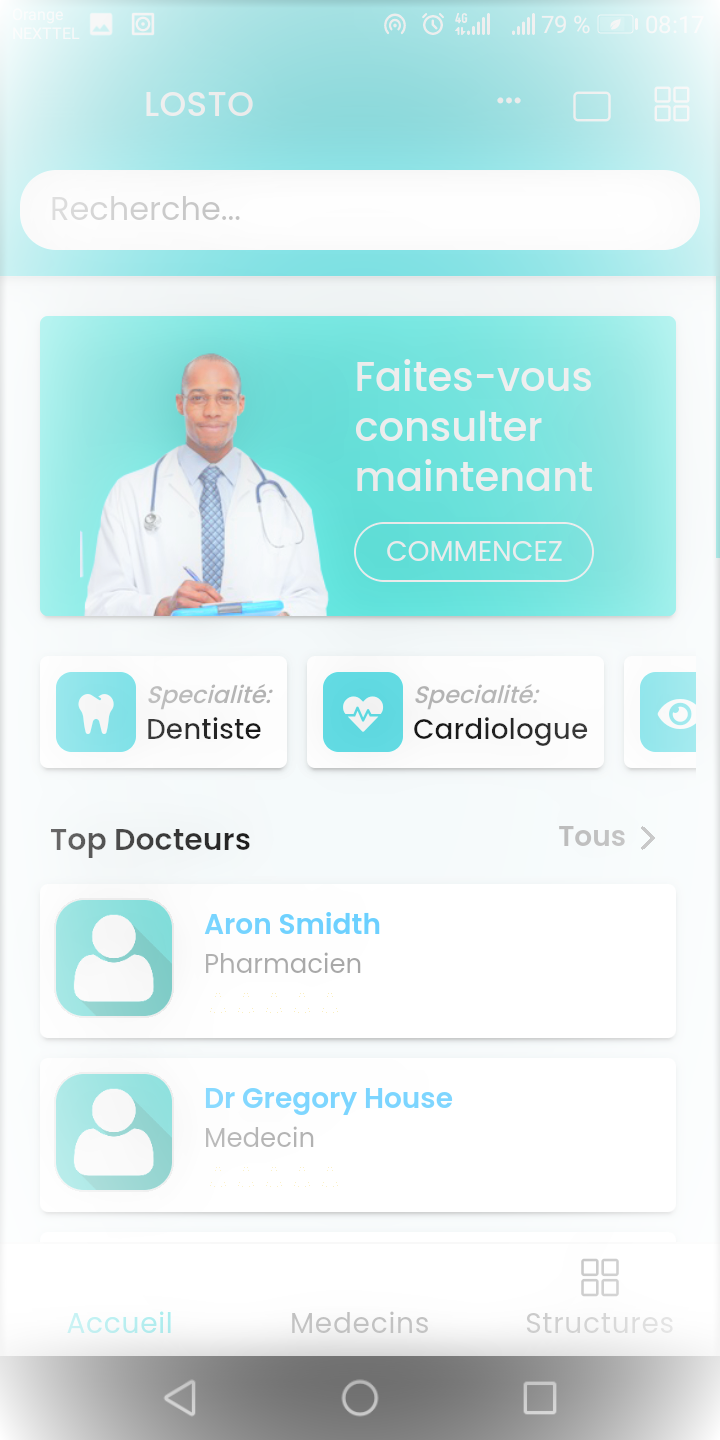 Orange
NEXTTEL
4G
79 %
08:17
LOSTO
Recherche...
Faites-vous
consulter
maintenant
COMMENCEZ
Specialité:
Dentiste
Specialité:
Cardiologue
Top Docteurs
Tous
Aron Smidth
Pharmacien
Dr Gregory House
Medecin
Accueil
Medecins
Structures